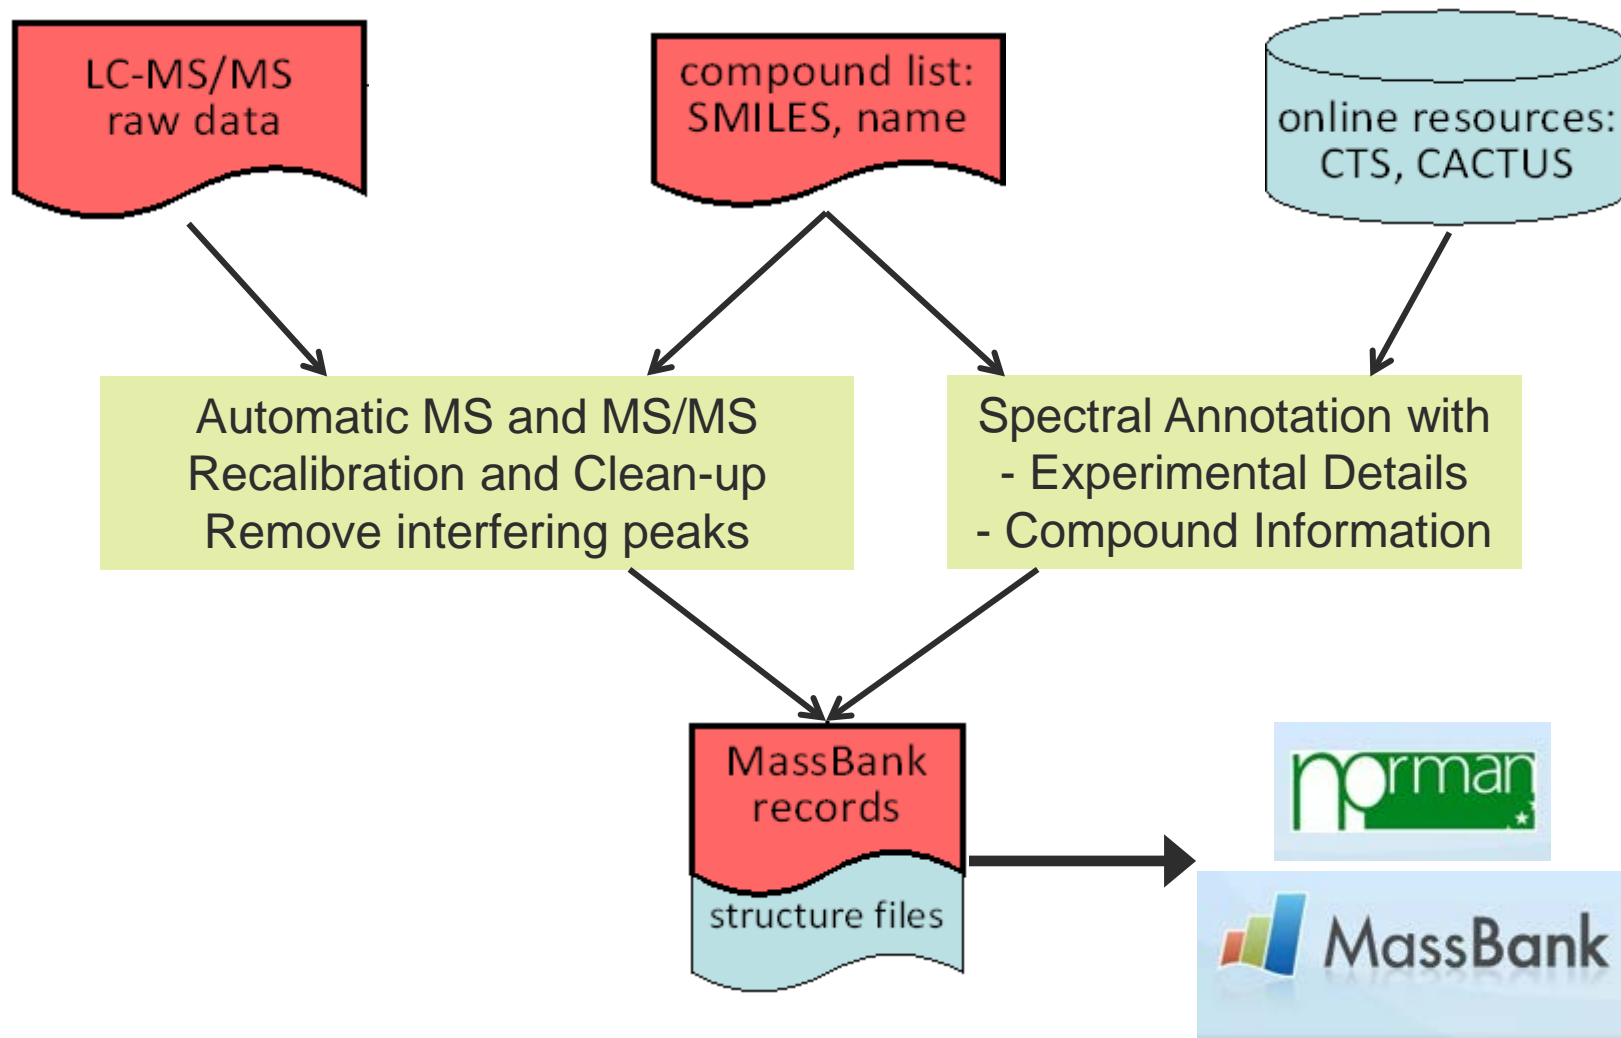 LC-MS/MS
raw data
compound list:
SMILES, name
online resources:
CTS, CACTUS
Automatic MS and MS/MS
Recalibration and Clean-up
Remove interfering peaks
Spectral Annotation with
- Experimental Details
- Compound Information
MassBank
records
structure files
norman
MassBank